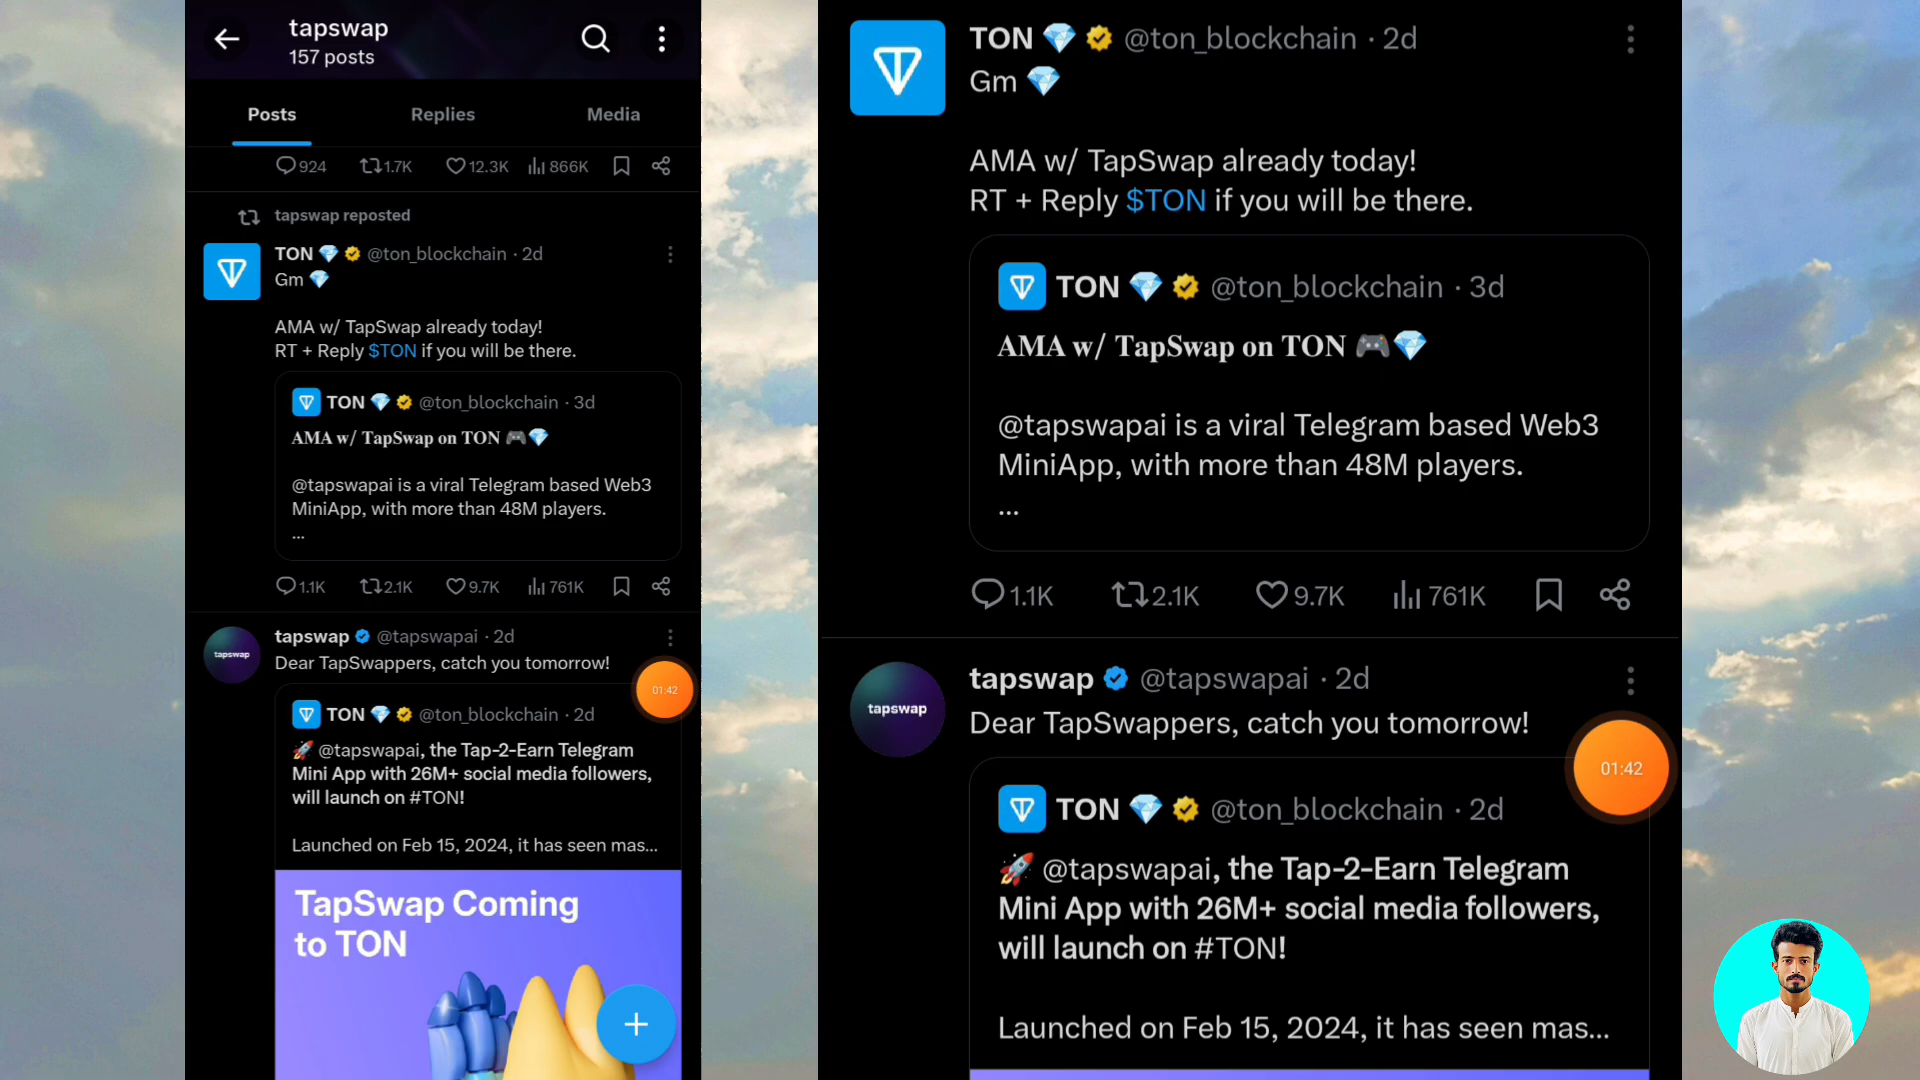 tapswap
157 posts
Posts Replies Media
924 1.7K 12.3K 866K
tapswap reposted
TON 💎 @ton_blockchain · 2d
Gm 💎
AMA w/ TapSwap already today!
RT + Reply $TON if you will be there.
TON 💎 @ton_blockchain · 3d
AMA w/ TapSwap on TON 🎮💎
@tapswapai is a viral Telegram based Web3
MiniApp, with more than 48M players.
...
1.1K 2.1K 9.7K 761K
tapswap @tapswapai · 2d
tapswap
Dear TapSwappers, catch you tomorrow!
01:42
TON 💎 @ton_blockchain · 2d
🚀 @tapswapai, the Tap-2-Earn Telegram
Mini App with 26M+ social media followers,
will launch on #TON!
Launched on Feb 15, 2024, it has seen mas...
TapSwap Coming
to TON
TON 💎 @ton_blockchain · 2d
Gm 💎
AMA w/ TapSwap already today!
RT + Reply $TON if you will be there.
TON 💎 @ton_blockchain · 3d
AMA w/ TapSwap on TON 🎮💎
@tapswapai is a viral Telegram based Web3
MiniApp, with more than 48M players.
...
1.1K 2.1K 9.7K 761K
tapswap @tapswapai · 2d
tapswap
Dear TapSwappers, catch you tomorrow!
01:42
TON 💎 @ton_blockchain · 2d
🚀 @tapswapai, the Tap-2-Earn Telegram
Mini App with 26M+ social media followers,
will launch on #TON!
Launched on Feb 15, 2024, it has seen mas...